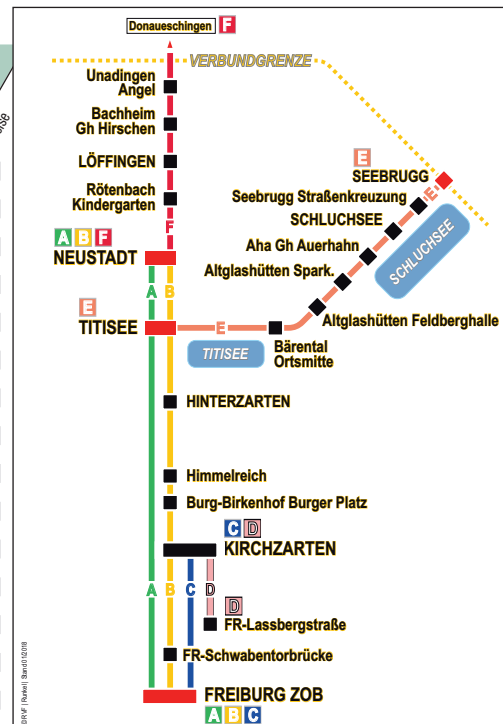 Donaueschingen F
VERBUNDGRENZE
Unadingen
Angel
Bachheim
Gh Hirschen
LÖFFINGEN
Rötenbach
Kindergarten
F
E
SEEBRUGG
E
Seebrugg Straßenkreuzung
SCHLUCHSEE
Aha Gh Auerhahn
Altglashütten Spark.
SCHLUCHSEE
A B F
NEUSTADT
A B
E
TITISEE
E
Altglashütten Feldberghalle
TITISEE
Bärental
Ortsmitte
HINTERZARTEN
Himmelreich
Burg-Birkenhof Burger Platz
C D
KIRCHZARTEN
A B C D
D
FR-Lassbergstraße
FR-Schwabentorbrücke
FREIBURG ZOB
A B C